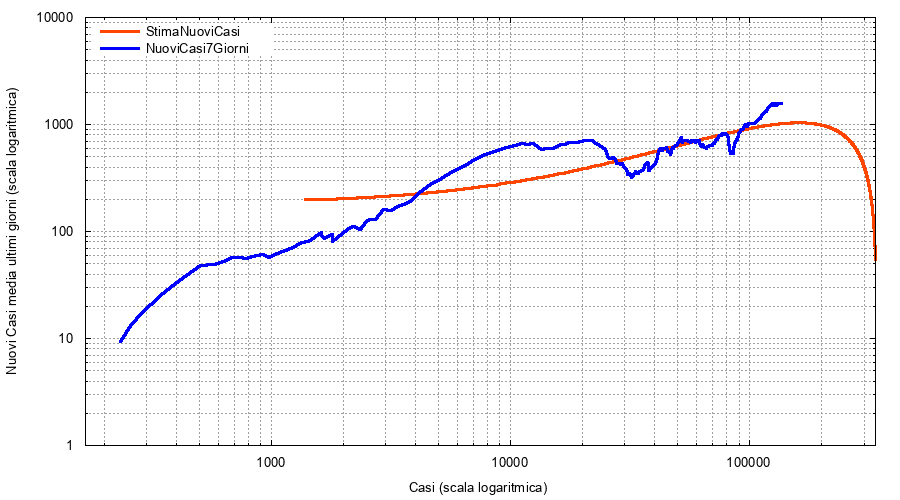 10000
1000
100
10
1
StimaNuoviCasi
NuoviCasi7Giorni
Nuovi Casi media ultimi giorni (scala logaritmica)
1000
10000
100000
Casi (scala logaritmica)